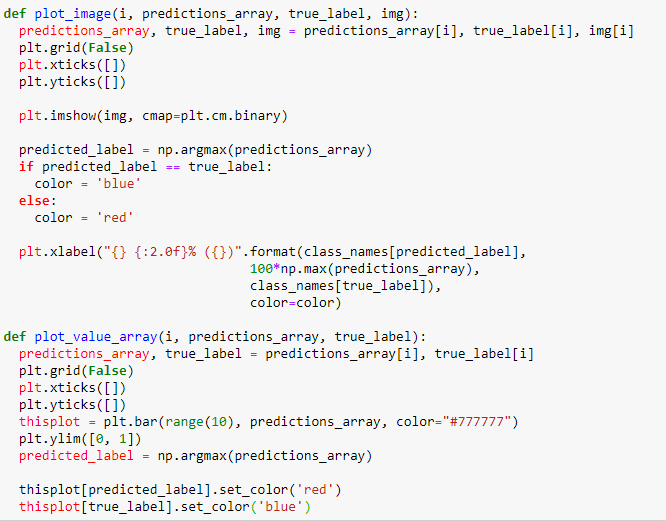 def plot_image(i, predictions_array, true_label, img):
  predictions_array, true_label, img = predictions_array[i], true_label[i], img[i]
  plt.grid(False)
  plt.xticks([])
  plt.yticks([])

  plt.imshow(img, cmap=plt.cm.binary)

  predicted_label = np.argmax(predictions_array)
  if predicted_label == true_label:
    color = 'blue'
  else:
    color = 'red'

  plt.xlabel("{} {:2.0f}% ({})".format(class_names[predicted_label],
                                100*np.max(predictions_array),
                                class_names[true_label]),
                                color=color)

def plot_value_array(i, predictions_array, true_label):
  predictions_array, true_label = predictions_array[i], true_label[i]
  plt.grid(False)
  plt.xticks([])
  plt.yticks([])
  thisplot = plt.bar(range(10), predictions_array, color="#777777")
  plt.ylim([0, 1])
  predicted_label = np.argmax(predictions_array)

  thisplot[predicted_label].set_color('red')
  thisplot[true_label].set_color('blue')